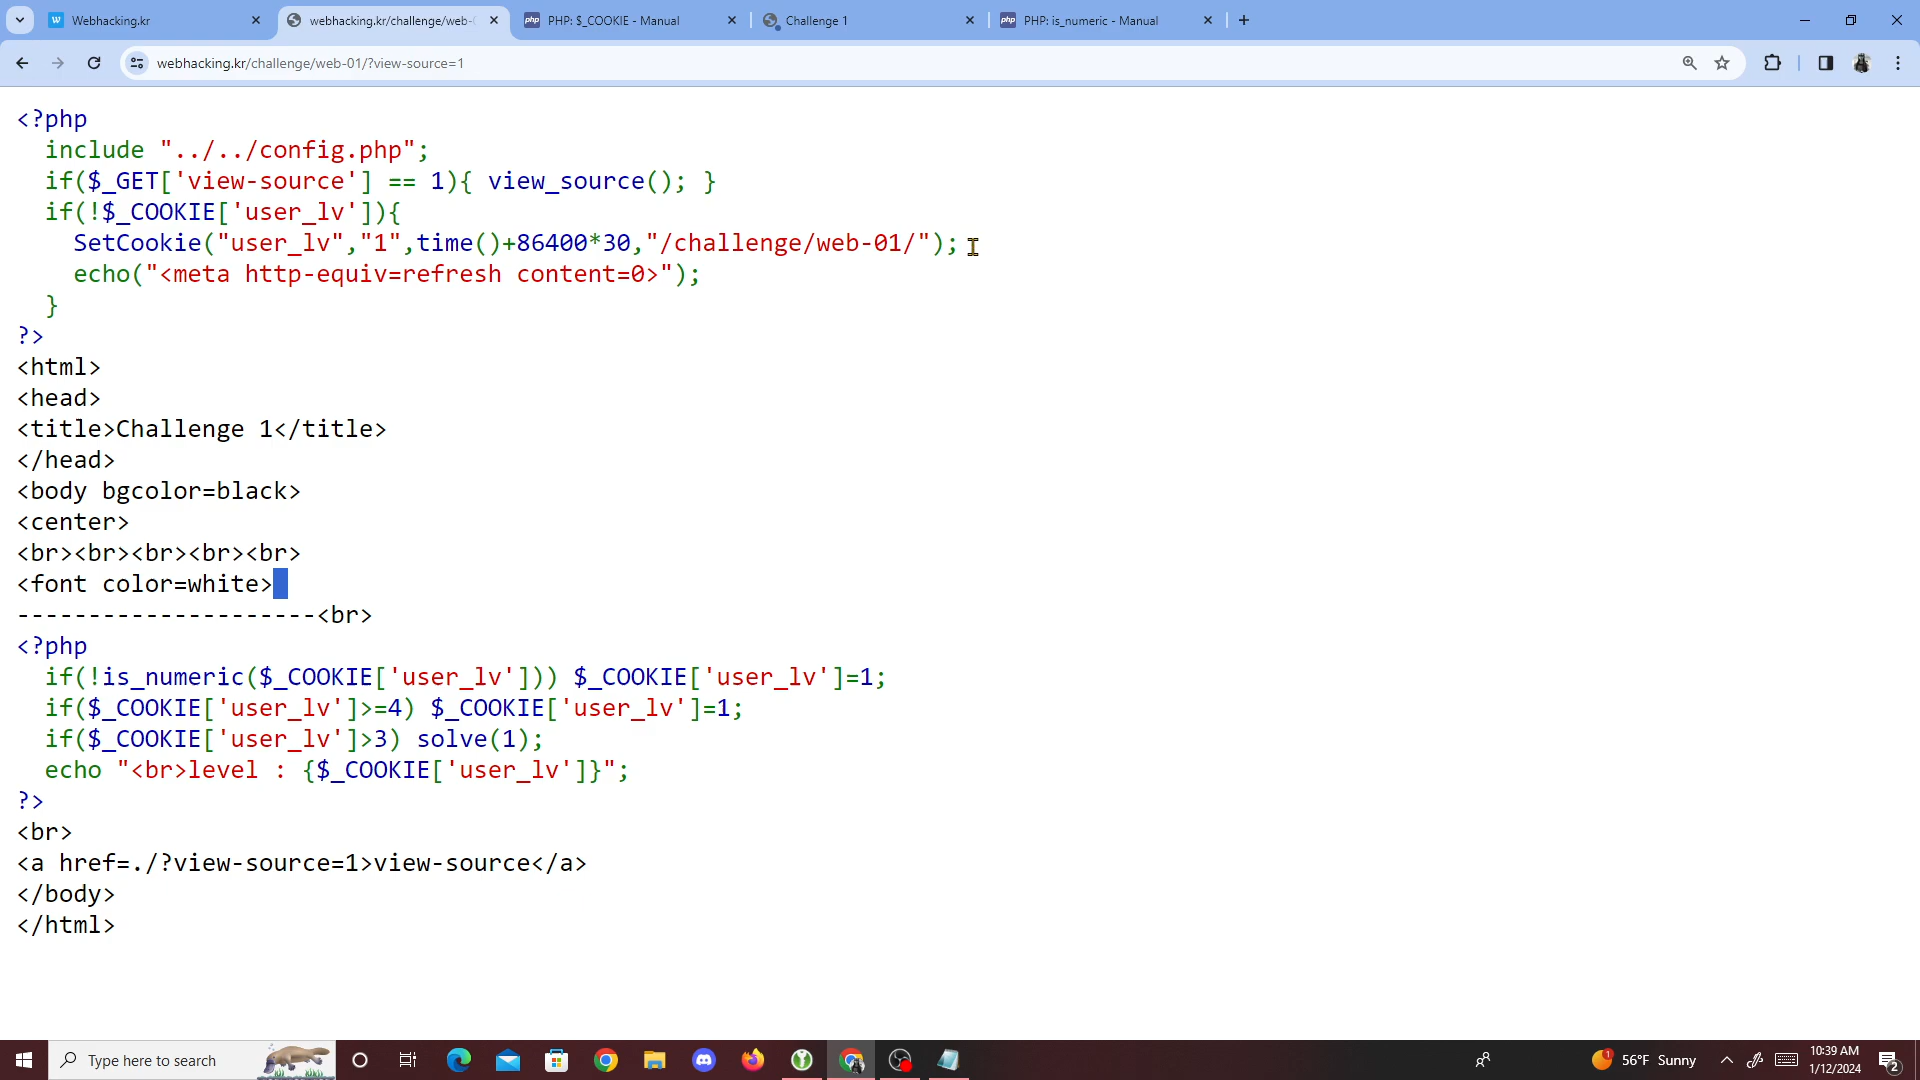 Webhacking.kr
webhacking.kr/challenge/web-
PHP: $_COOKIE - Manual
Challenge 1
PHP: is_numeric - Manual
webhacking.kr/challenge/web-01/?view-source=1
<?php
include "../../config.php";
if($_GET['view-source'] == 1){ view_source(); }
if(!$_COOKIE['user_lv']){
SetCookie("user_lv","1",time()+86400*30,"/challenge/web-01/");
echo("<meta http-equiv=refresh content=0>");
}
?>
<html>
<head>
<title>Challenge 1</title>
</head>
<body bgcolor=black>
<center>
<br><br><br><br><br>
<font color=white>
---------------------<br>
<?php
if(!is_numeric($_COOKIE['user_lv'])) $_COOKIE['user_lv']=1;
if($_COOKIE['user_lv']>=4) $_COOKIE['user_lv']=1;
if($_COOKIE['user_lv']>3) solve(1);
echo "<br>level : {$_COOKIE['user_lv']}";
?>
<br>
<a href=./?view-source=1>view-source</a>
</body>
</html>
Type here to search
1
56°F Sunny
10:39 AM
1/12/2024
2